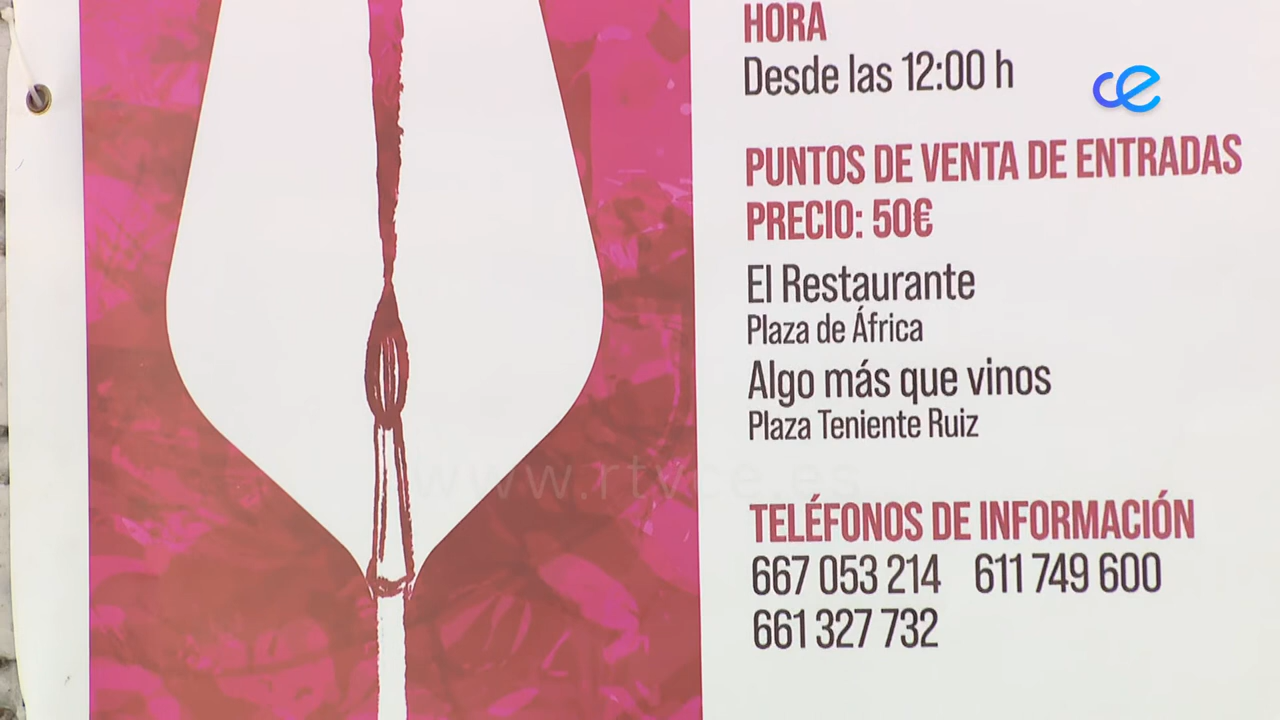 HORA
Desde las 12:00 h
ce
PUNTOS DE VENTA DE ENTRADAS
PRECIO: 50€
El Restaurante
Plaza de África
Algo más que vinos
Plaza Teniente Ruiz
www.rtvce.es
TELÉFONOS DE INFORMACIÓN
667 053 214 611 749 600
661 327 732